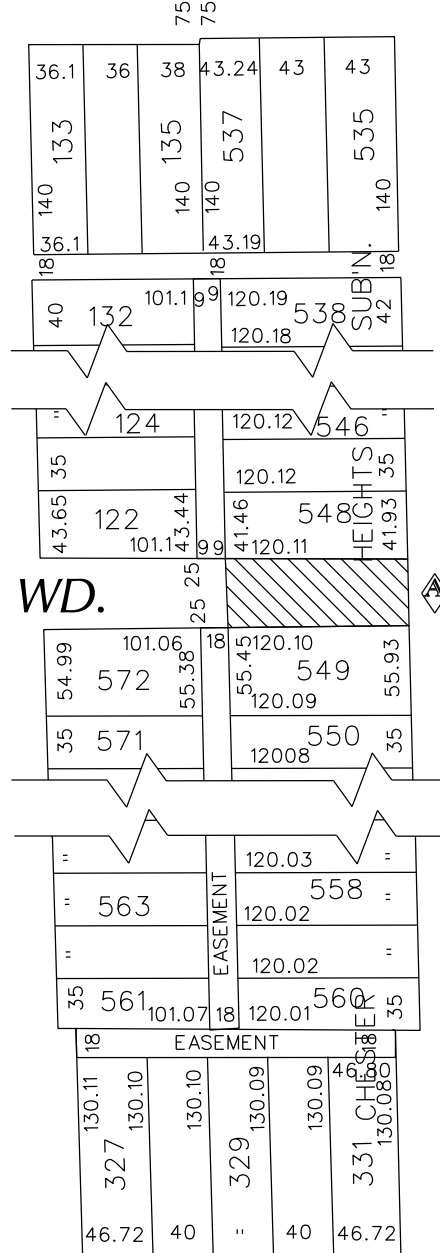 75 75
36.1 36 38 43.24 43 43
133 135 537 535
140 140 140 140
36.1 43.19
18 18 SUB'N. 18
40 132 101.1 9 9 120.19 538 42
120.18
" 124 120.12 546
35 120.12 HEIGHTS 35
43.65 122 101.1 43.44 9 9 41.46 120.11 548 41.93
WD. 25 25 A
54.99 572 101.06 55.38 18 55.45 120.10 549 55.93
120.09
35 571 12008 550 35
" 120.03 "
" 563 EASEMENT 120.02 558 "
" 120.02 "
35 561 101.07 18 120.01 560 35
18 EASEMENT 18
46.80
130.11 130.10 130.10 130.09 130.09 CHESTER 130.08
327 329 331
46.72 40 " 40 46.72